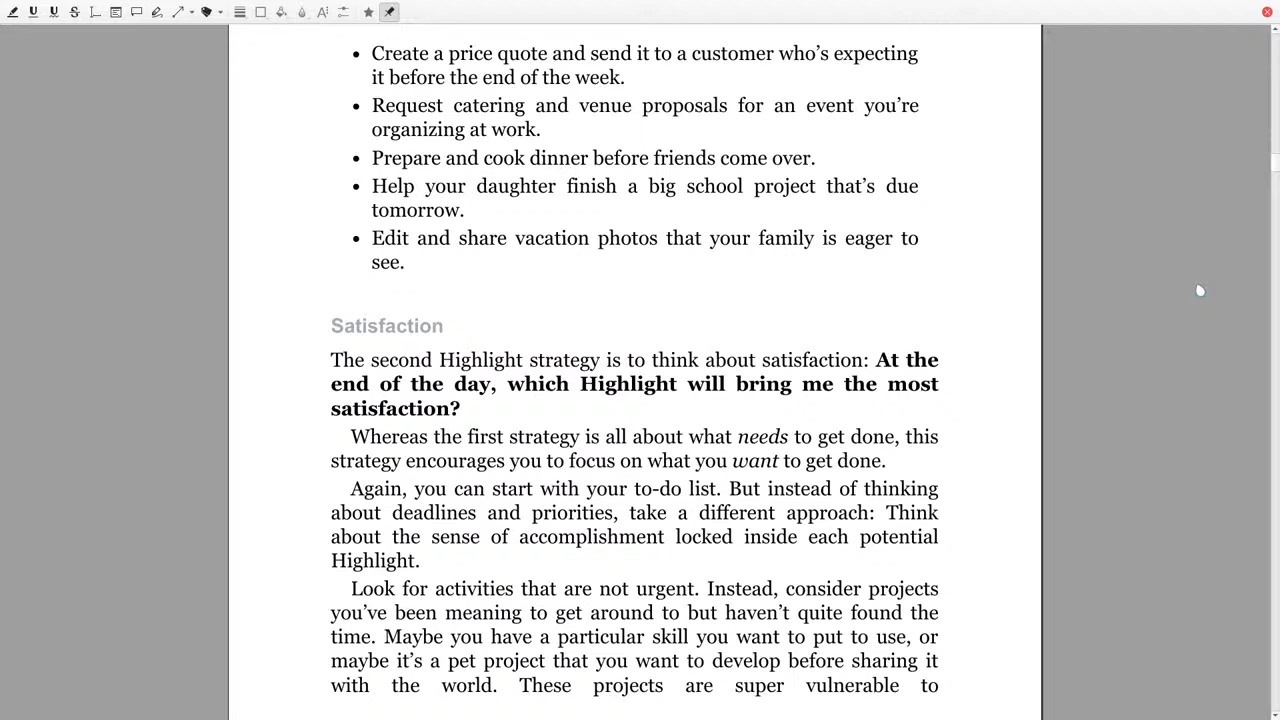 • Create a price quote and send it to a customer who’s expecting
it before the end of the week.
• Request catering and venue proposals for an event you’re
organizing at work.
• Prepare and cook dinner before friends come over.
• Help your daughter finish a big school project that’s due
tomorrow.
• Edit and share vacation photos that your family is eager to
see.
Satisfaction
The second Highlight strategy is to think about satisfaction: At the
end of the day, which Highlight will bring me the most
satisfaction?
Whereas the first strategy is all about what needs to get done, this
strategy encourages you to focus on what you want to get done.
Again, you can start with your to-do list. But instead of thinking
about deadlines and priorities, take a different approach: Think
about the sense of accomplishment locked inside each potential
Highlight.
Look for activities that are not urgent. Instead, consider projects
you’ve been meaning to get around to but haven’t quite found the
time. Maybe you have a particular skill you want to put to use, or
maybe it’s a pet project that you want to develop before sharing it
with the world. These projects are super vulnerable to